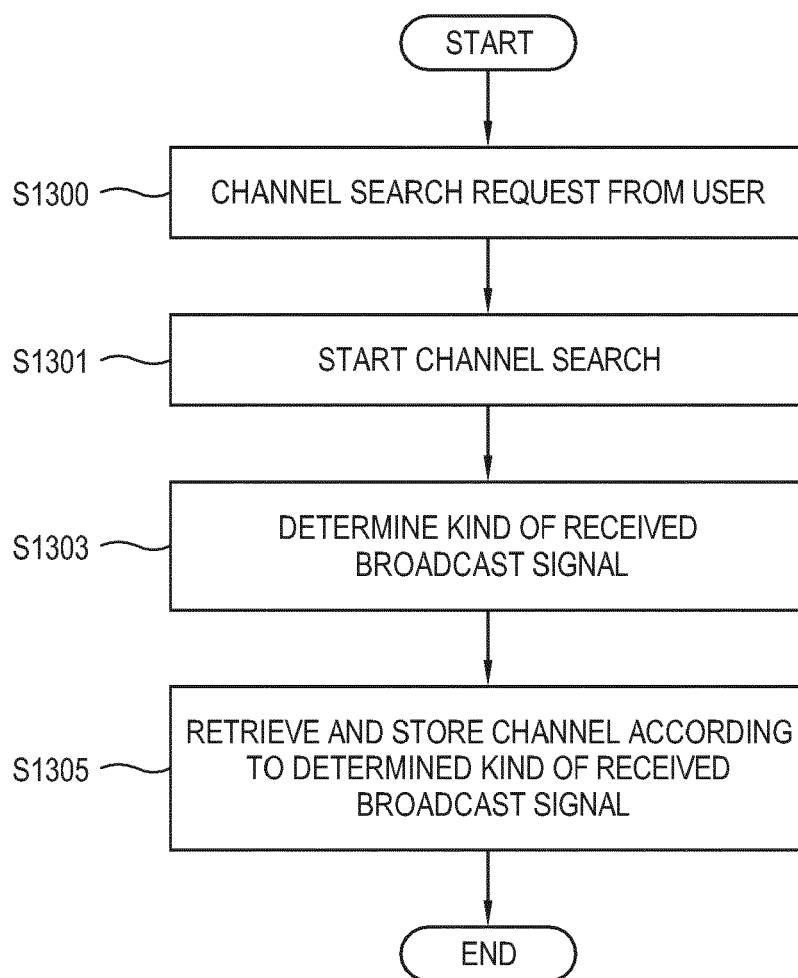 START
S1300
CHANNEL SEARCH REQUEST FROM USER
S1301
START CHANNEL SEARCH
S1303
DETERMINE KIND OF RECEIVED
BROADCAST SIGNAL
S1305
RETRIEVE AND STORE CHANNEL ACCORDING
TO DETERMINED KIND OF RECEIVED
BROADCAST SIGNAL
END